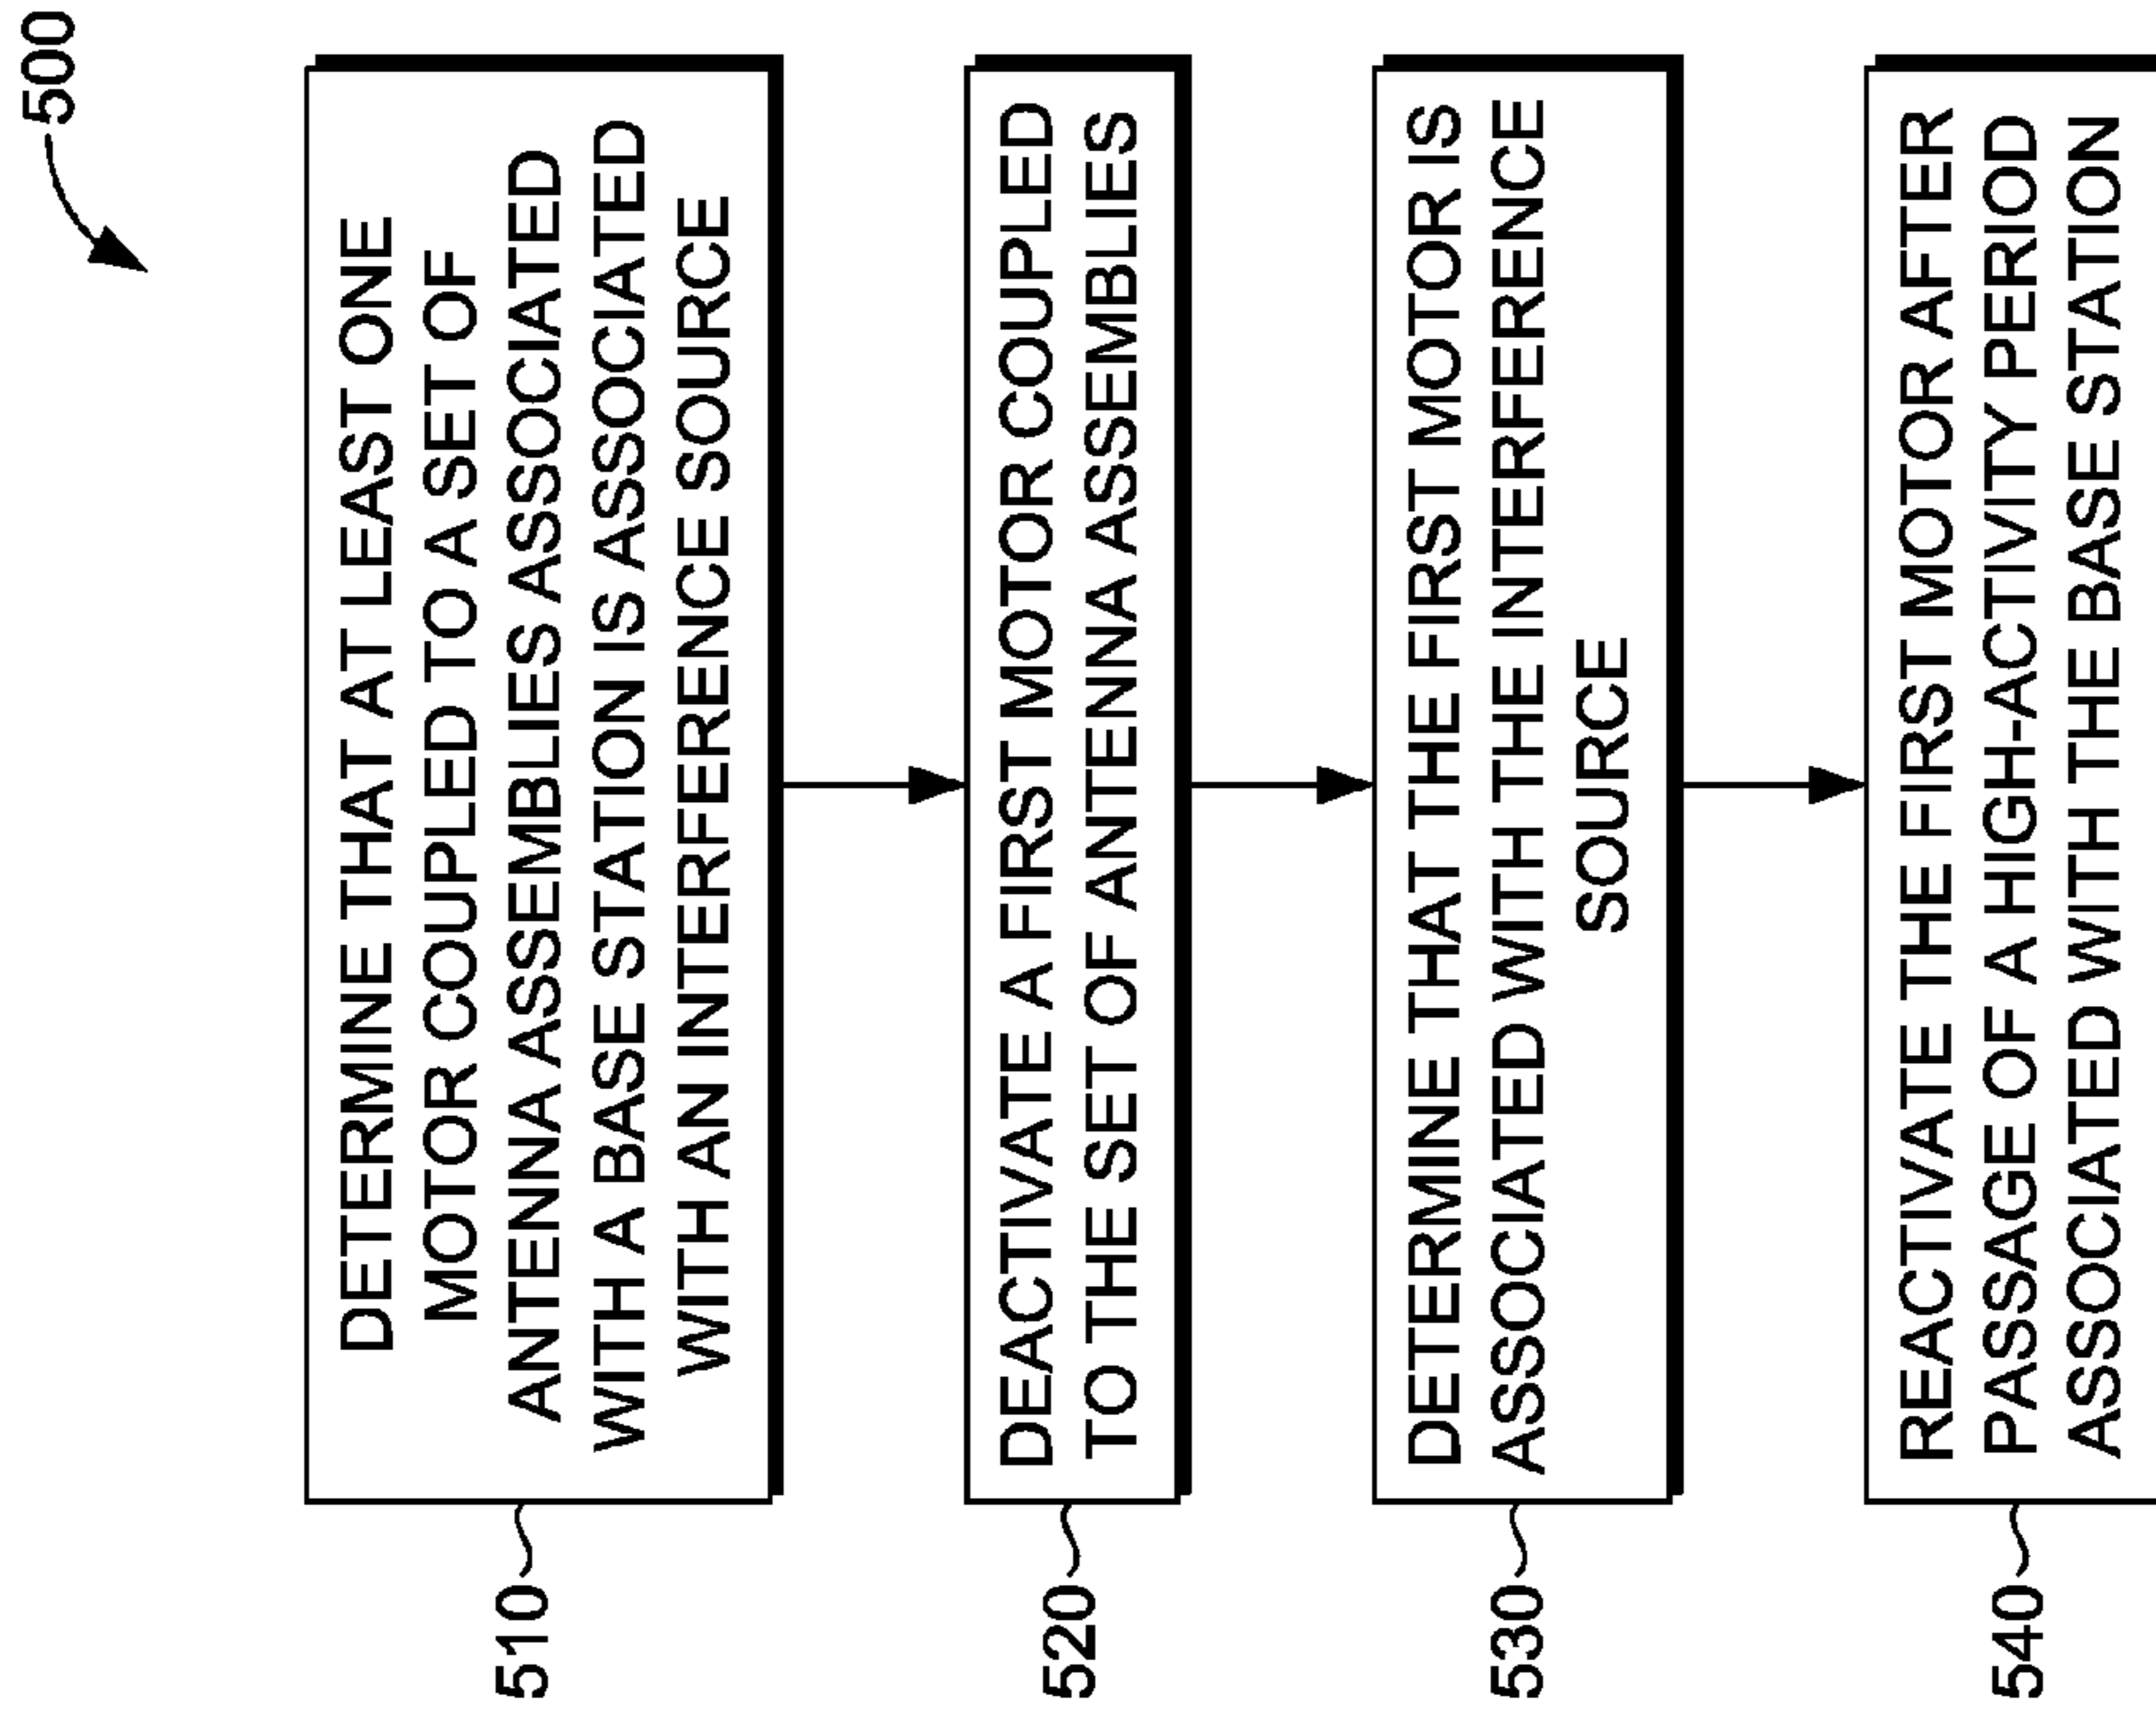 500
510
DETERMINE THAT AT LEAST ONE
MOTOR COUPLED TO A SET OF
ANTENNA ASSEMBLIES ASSOCIATED
WITH A BASE STATION IS ASSOCIATED
WITH AN INTERFERENCE SOURCE
520
DEACTIVATE A FIRST MOTOR COUPLED
TO THE SET OF ANTENNA ASSEMBLIES
530
DETERMINE THAT THE FIRST MOTOR IS
ASSOCIATED WITH THE INTERFERENCE
SOURCE
540
REACTIVATE THE FIRST MOTOR AFTER
PASSAGE OF A HIGH-ACTIVITY PERIOD
ASSOCIATED WITH THE BASE STATION